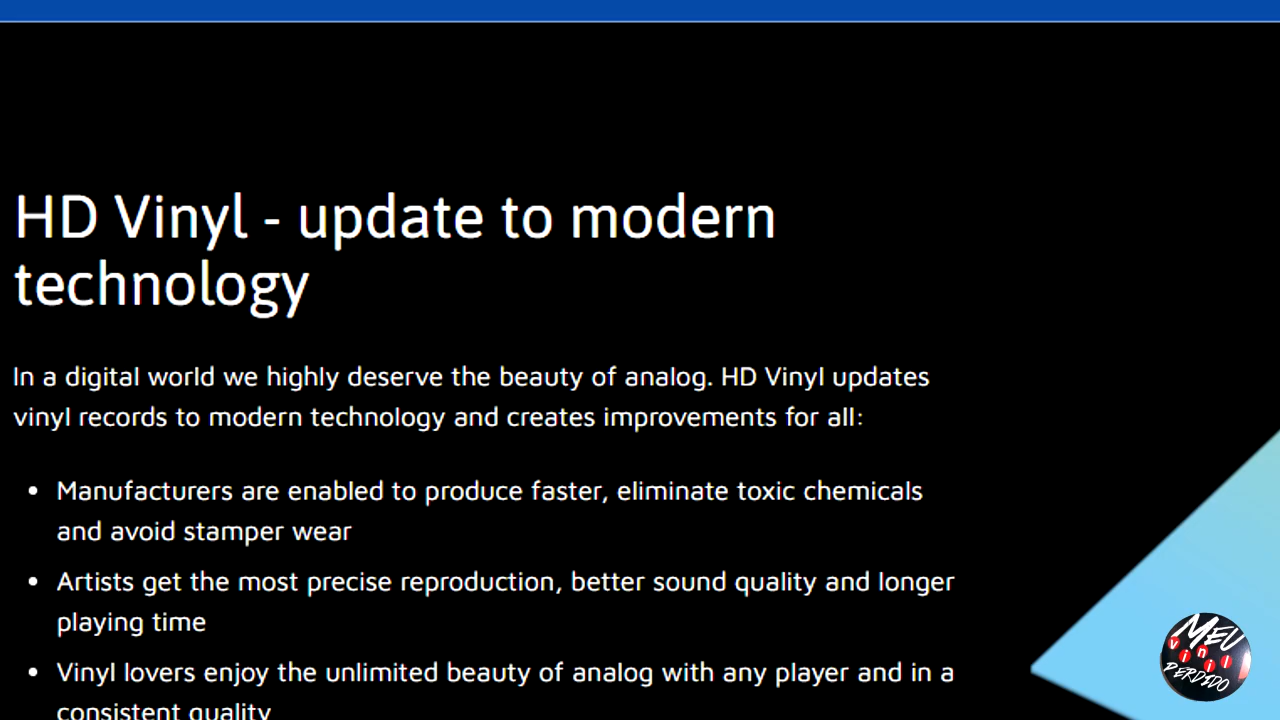 HD Vinyl - update to modern
technology
In a digital world we highly deserve the beauty of analog. HD Vinyl updates
vinyl records to modern technology and creates improvements for all:
• Manufacturers are enabled to produce faster, eliminate toxic chemicals
and avoid stamper wear
• Artists get the most precise reproduction, better sound quality and longer
playing time
• Vinyl lovers enjoy the unlimited beauty of analog with any player and in a
consistent quality
MEU
vinil
PERDIDO